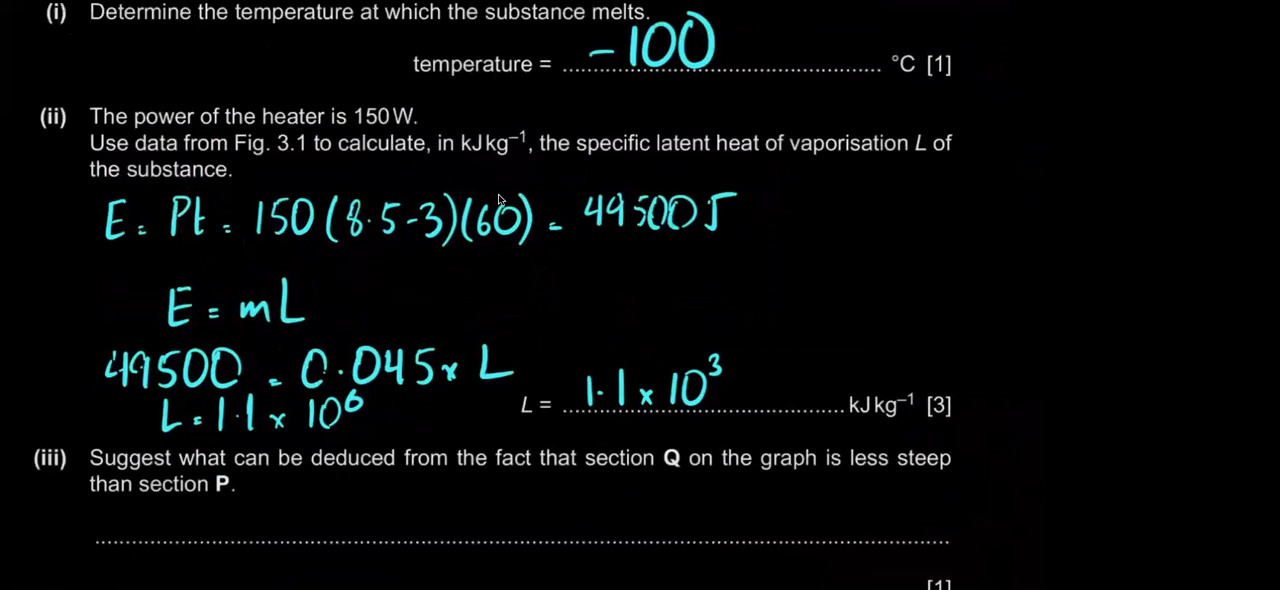 (i) Determine the temperature at which the substance melts.
temperature = -100 °C [1]
(ii) The power of the heater is 150 W.
Use data from Fig. 3.1 to calculate, in kJ kg⁻¹, the specific latent heat of vaporisation L of
the substance.
E = Pt = 150 (8.5-3)(60) = 49500 J
E = mL
49500 = 0.045 x L
L = 1.1 x 10⁶
L = 1.1 x 10³ kJ kg⁻¹ [3]
(iii) Suggest what can be deduced from the fact that section Q on the graph is less steep
than section P.
[1]